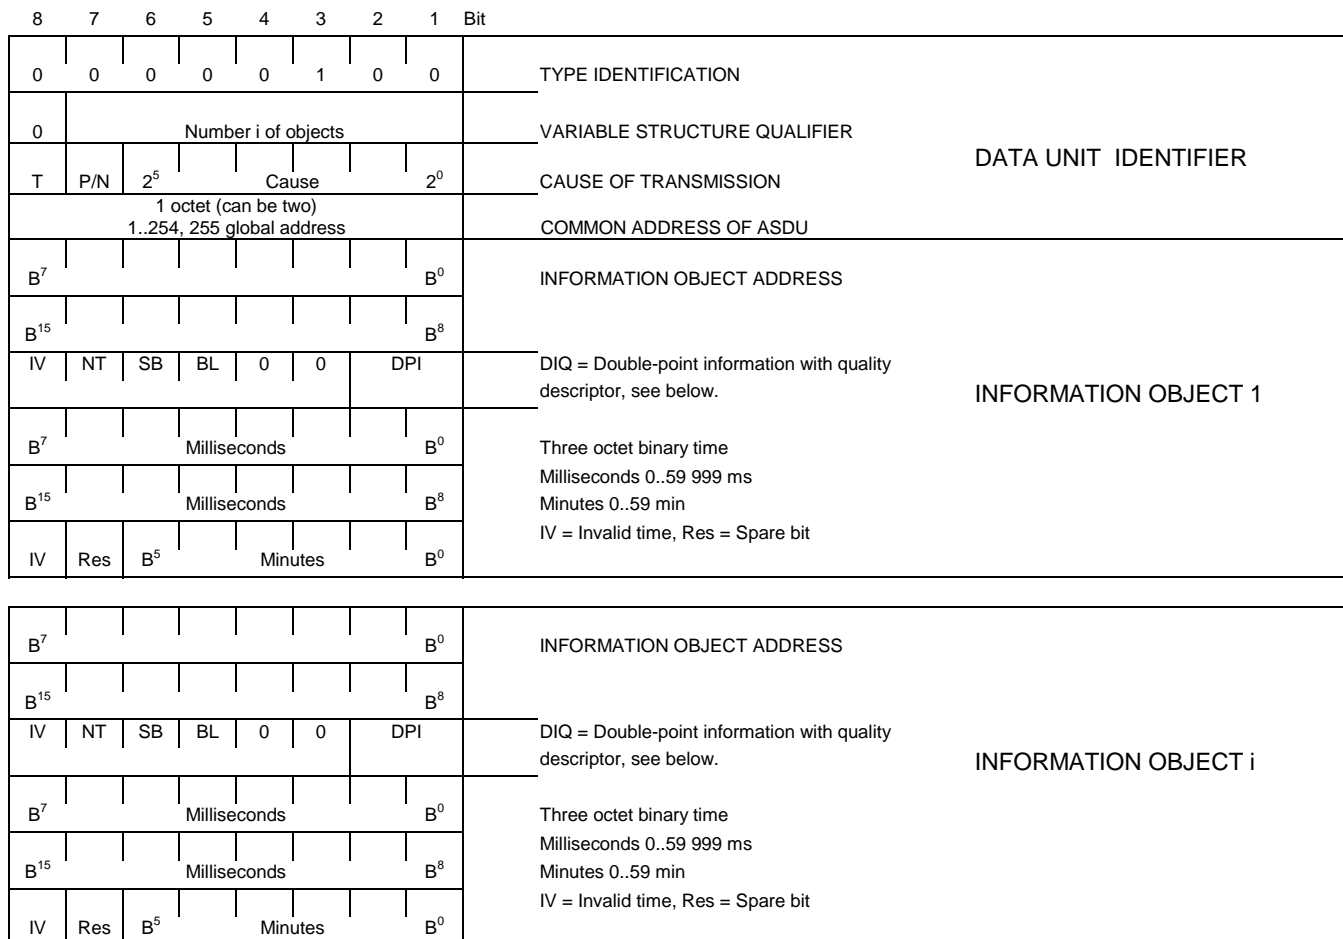 8 7 6 5 4 3 2 1 Bit
0 0 0 0 0 1 0 0 TYPE IDENTIFICATION
0 Number i of objects VARIABLE STRUCTURE QUALIFIER
DATA UNIT IDENTIFIER
T P/N 2⁵ Cause 2⁰ CAUSE OF TRANSMISSION
1 octet (can be two)
1..254, 255 global address COMMON ADDRESS OF ASDU
B⁷ B⁰ INFORMATION OBJECT ADDRESS
B¹⁵ B⁸
IV NT SB BL 0 0 DPI DIQ = Double-point information with quality
descriptor, see below. INFORMATION OBJECT 1
B⁷ Milliseconds B⁰ Three octet binary time
Milliseconds 0..59 999 ms
B¹⁵ Milliseconds B⁸ Minutes 0..59 min
IV = Invalid time, Res = Spare bit
IV Res B⁵ Minutes B⁰
B⁷ B⁰ INFORMATION OBJECT ADDRESS
B¹⁵ B⁸
IV NT SB BL 0 0 DPI DIQ = Double-point information with quality
descriptor, see below. INFORMATION OBJECT i
B⁷ Milliseconds B⁰ Three octet binary time
Milliseconds 0..59 999 ms
B¹⁵ Milliseconds B⁸ Minutes 0..59 min
IV = Invalid time, Res = Spare bit
IV Res B⁵ Minutes B⁰